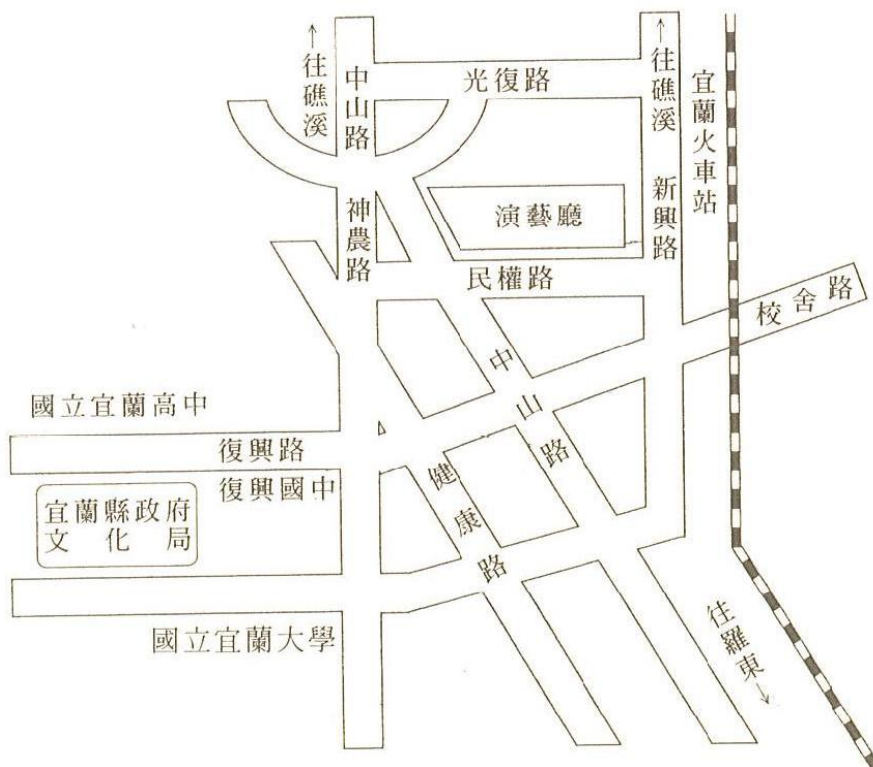 ↑往礁溪
中山路
光復路
↑往礁溪
宜蘭火車站
神農路
演藝廳
新興路
民權路
校舍路
中山路
國立宜蘭高中
復興路
復興國中
健康路
宜蘭縣政府
文化局
國立宜蘭大學
往羅東→